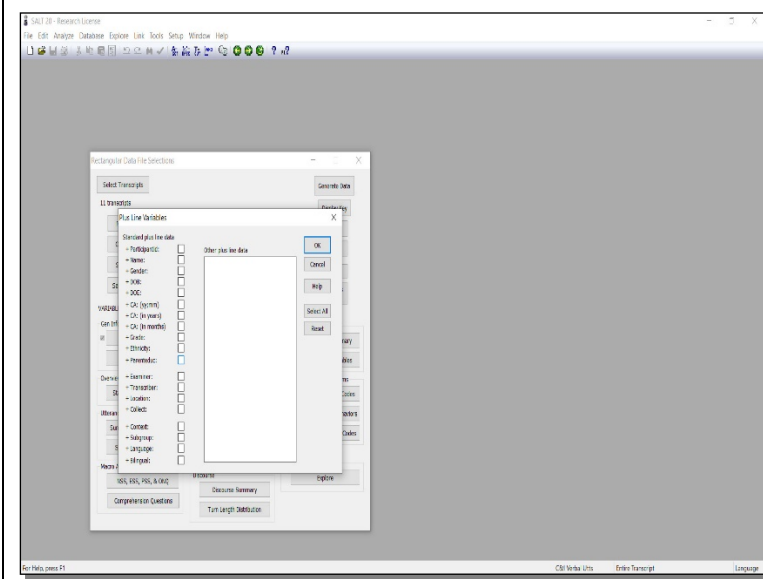 SALT 20 - Research License
File Edit Analyze Database Explore Link Tools Setup Window Help
Rectangular Data File Selections
Select Transcripts
Generate Data
11 transcripts
Plus Line Variables
Standard plus line data
Other plus line data
+ ParticipantId:
+ Name:
+ Gender:
+ DOB:
+ DOE:
+ CA: (yy;mm)
+ CA: (in years)
+ CA: (in months)
+ Grade:
+ Ethnicity:
+ ParentEduc:
+ Examiner:
+ Transcriber:
+ Location:
+ Collect:
+ Context:
+ Subgroup:
+ Language:
+ Bilingual:
OK
Cancel
Help
Select All
Reset
NSS, ESS, PSS, & ONQ
Comprehension Questions
Discourse Summary
Turn Length Distribution
Explore
For Help, press F1
C&I Verbal Utts
Entire Transcript
Language